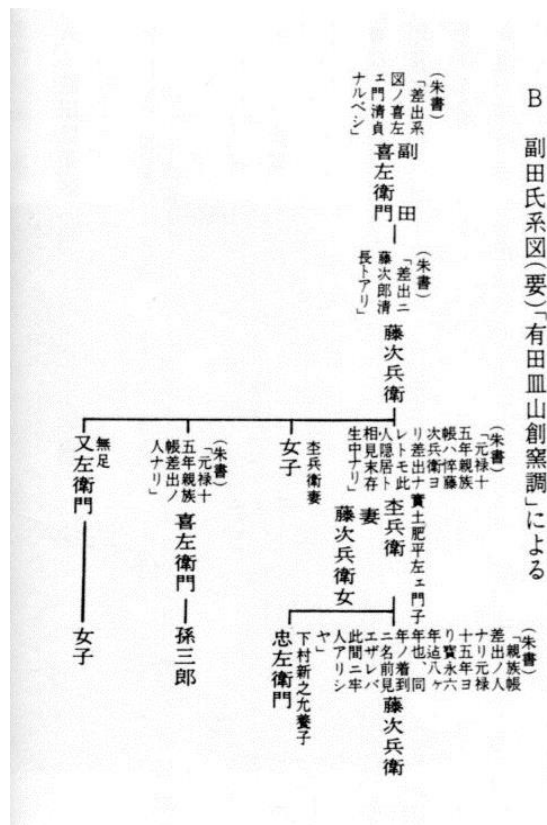 B 副田氏系図(要)「有田皿山創窯調」による
(朱書)
「差出系
図ノ喜左
ェ門清貞
ナルベシ」
副田
喜左衛門
(朱書)
「差出ニ
藤次郎清
長トアリ」
藤次兵衛
(朱書)
「元禄十
五年親族
帳ハ悴藤
次兵衛ヨ
リ差出ナ
レトモ此
人隠居ト
相見末存
生中ナリ」
實土肥平左ェ門子
杢兵衛
妻
藤次兵衛女
杢兵衛妻
女子
(朱書)
「元禄十
五年親族
帳差出ノ
人ナリ」
喜左衛門
孫三郎
無足
又左衛門
女子
(朱書)
「親族帳
差出ノ人
ナリ元禄
十五年ヨ
リ寳永六
年迠八ヶ
年也、同
年ノ着到
ニ名前見
エザレバ
此間ニ牢
人アリシ
ヤ」
藤次兵衛
下村新之允養子
忠左衛門